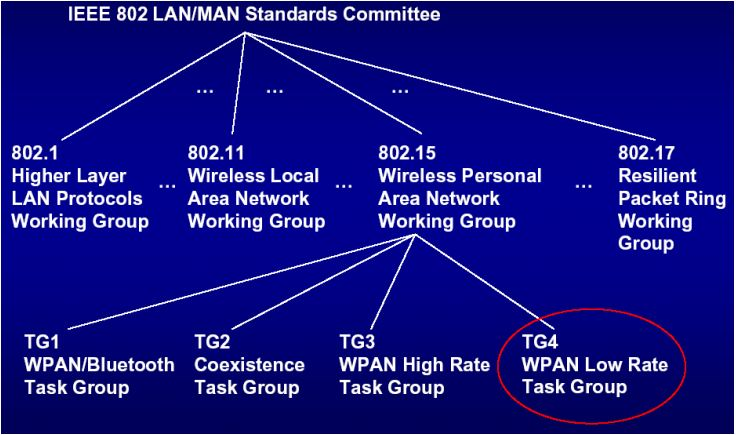 IEEE 802 LAN/MAN Standards Committee
... ... ...
802.1
Higher Layer
LAN Protocols
Working Group
...
802.11
Wireless Local
Area Network
Working Group
...
802.15
Wireless Personal
Area Network
Working Group
...
802.17
Resilient
Packet Ring
Working
Group
TG1
WPAN/Bluetooth
Task Group
TG2
Coexistence
Task Group
TG3
WPAN High Rate
Task Group
TG4
WPAN Low Rate
Task Group